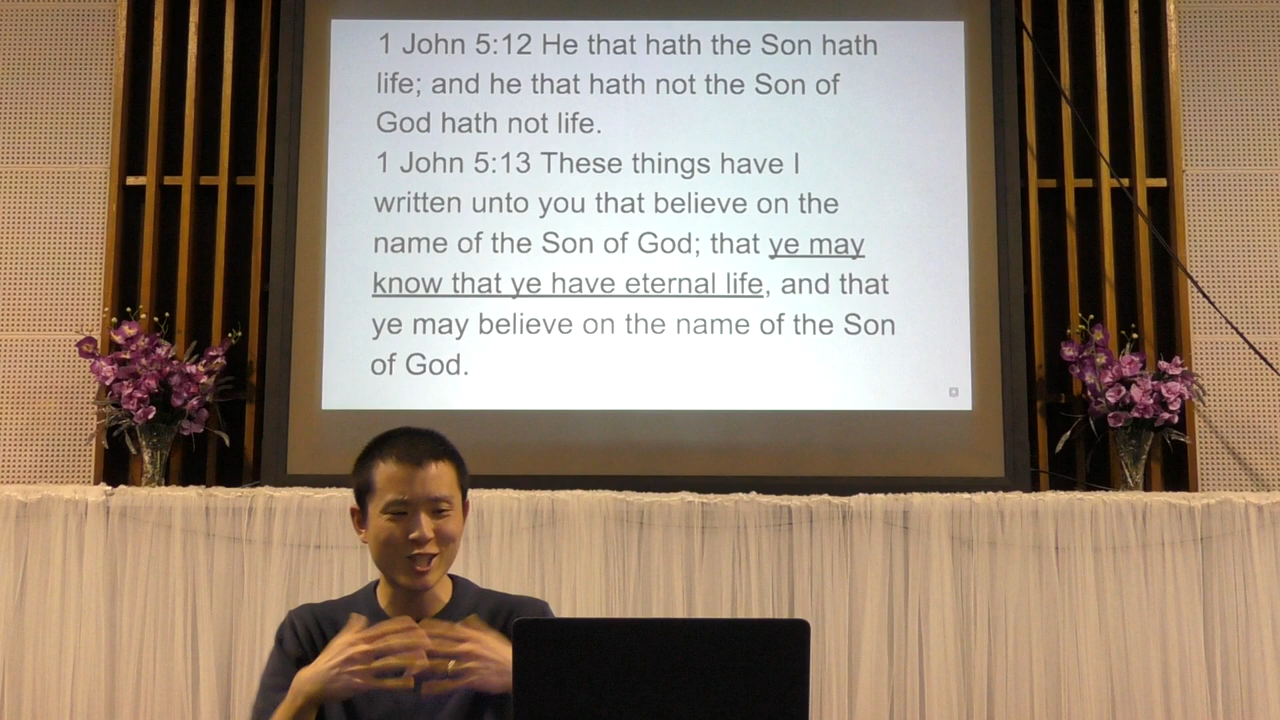 1 John 5:12 He that hath the Son hath
life; and he that hath not the Son of
God hath not life.
1 John 5:13 These things have I
written unto you that believe on the
name of the Son of God; that ye may
know that ye have eternal life, and that
ye may believe on the name of the Son
of God.